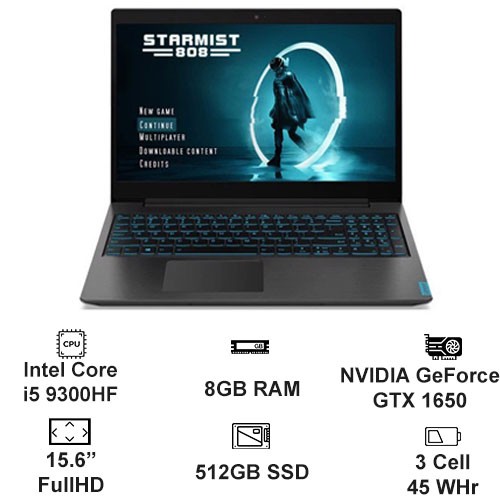 STARMIST
808
NEW GAME
CONTINUE
MULTIPLAYER
DOWNLOADABLE CONTENT
CREDITS
CPU
GB
Intel Core
i5 9300HF
8GB RAM
NVIDIA GeForce
GTX 1650
15.6”
FullHD
512GB SSD
3 Cell
45 WHr